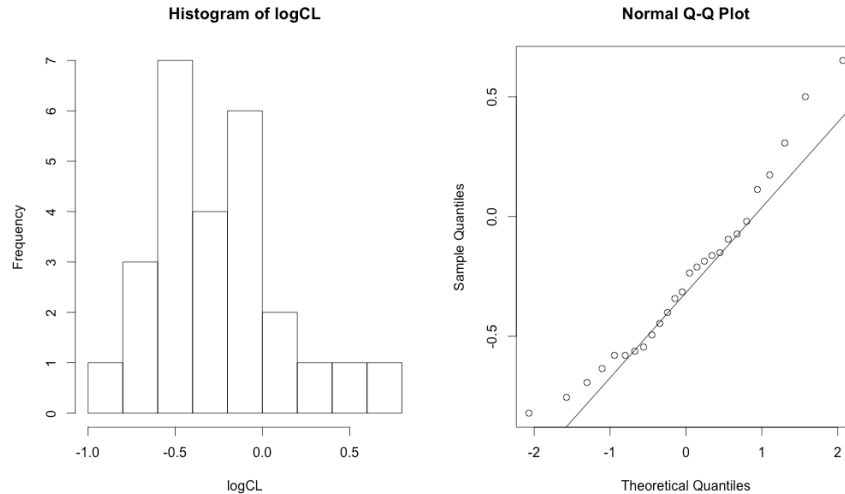 Histogram of logCL
Frequency
7
6
5
4
3
2
1
0
-1.0 -0.5 0.0 0.5
logCL
Normal Q-Q Plot
Sample Quantiles
0.5
0.0
-0.5
-2 -1 0 1 2
Theoretical Quantiles